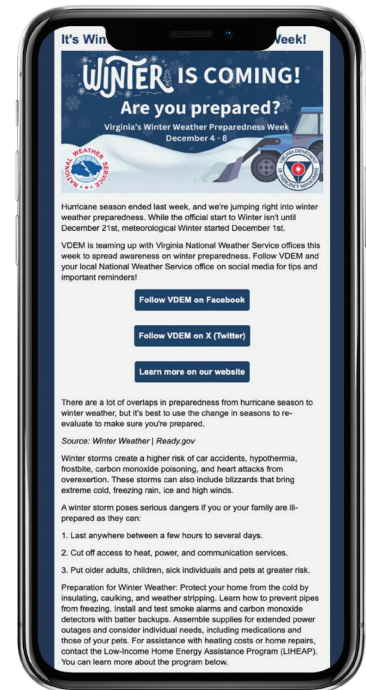 It's Win Week!
WINTER IS COMING!
Are you prepared?
Virginia's Winter Weather Preparedness Week
December 4 - 8
NATIONAL WEATHER SERVICE
Hurricane season ended last week, and we're jumping right into winter
weather preparedness. While the official start to Winter isn't until
December 21st, meteorological Winter started December 1st.
VDEM is teaming up with Virginia National Weather Service offices this
week to spread awareness on winter preparedness. Follow VDEM and
your local National Weather Service office on social media for tips and
important reminders!
Follow VDEM on Facebook
Follow VDEM on X (Twitter)
Learn more on our website
There are a lot of overlaps in preparedness from hurricane season to
winter weather, but it's best to use the change in seasons to re-
evaluate to make sure you're prepared.
Source: Winter Weather | Ready.gov
Winter storms create a higher risk of car accidents, hypothermia,
frostbite, carbon monoxide poisoning, and heart attacks from
overexertion. These storms can also include blizzards that bring
extreme cold, freezing rain, ice and high winds.
A winter storm poses serious dangers if you or your family are ill-
prepared as they can:
1. Last anywhere between a few hours to several days.
2. Cut off access to heat, power, and communication services.
3. Put older adults, children, sick individuals and pets at greater risk.
Preparation for Winter Weather: Protect your home from the cold by
insulating, caulking, and weather stripping. Learn how to prevent pipes
from freezing. Install and test smoke alarms and carbon monoxide
detectors with batter backups. Assemble supplies for extended power
outages and consider individual needs, including medications and
those of your pets. For assistance with heating costs or home repairs,
contact the Low-Income Home Energy Assistance Program (LIHEAP).
You can learn more about the program below.